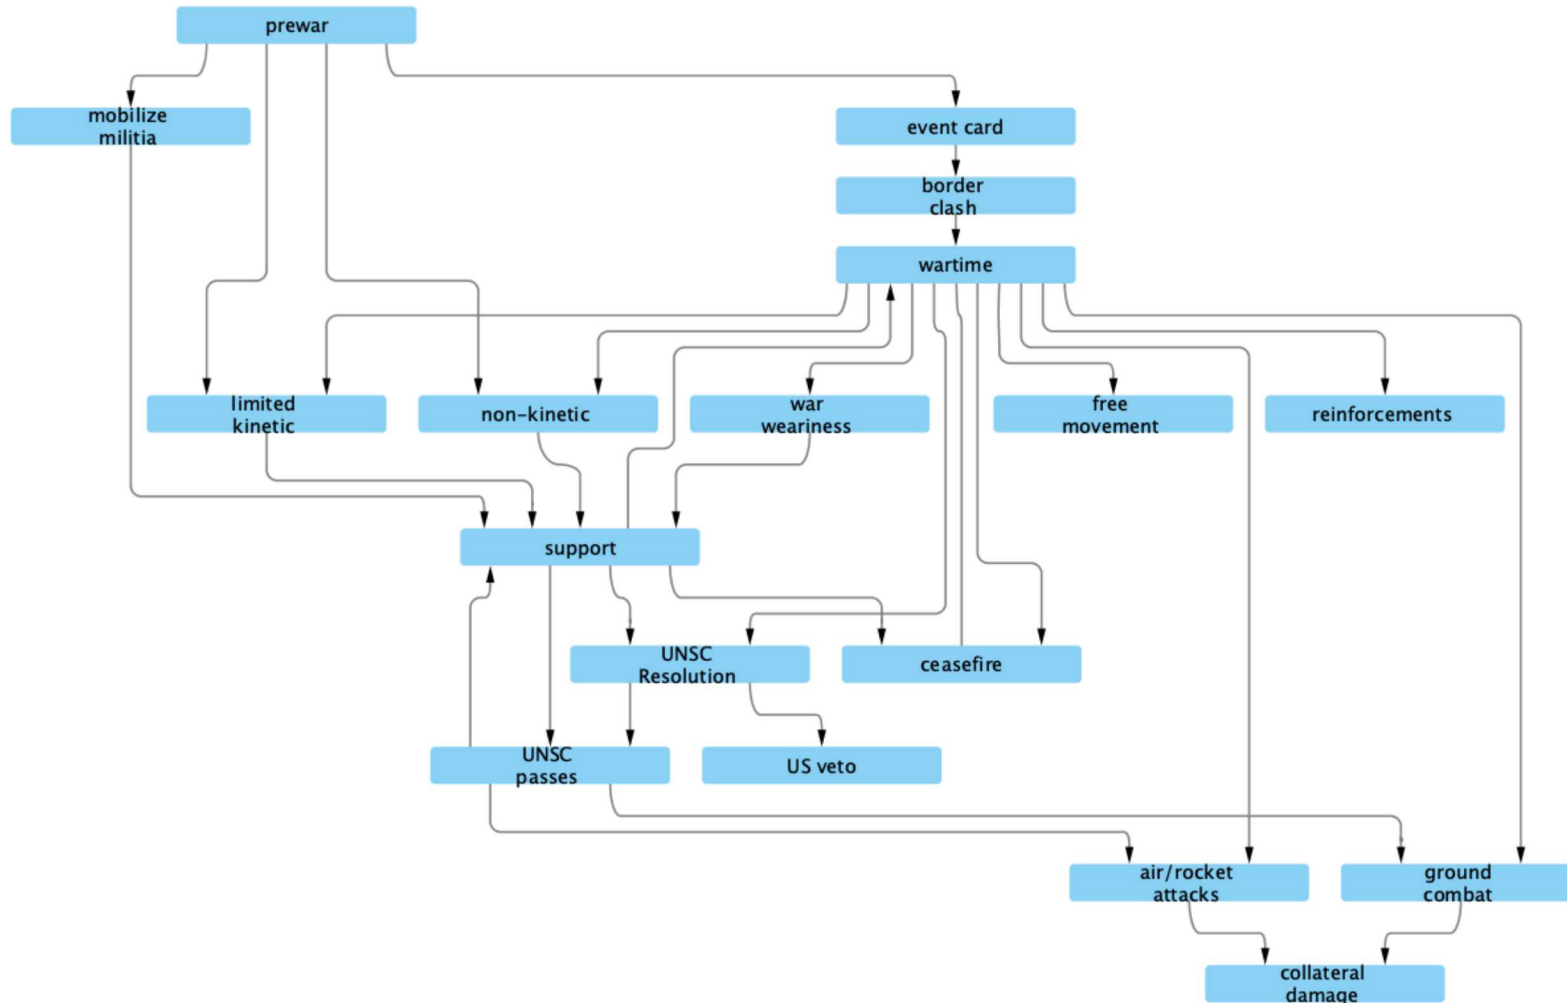 prewar
mobilize
militia
event card
border
clash
wartime
limited
kinetic
non-kinetic
war
weariness
free
movement
reinforcements
support
UNSC
Resolution
ceasefire
UNSC
passes
US veto
air/rocket
attacks
ground
combat
collateral
damage